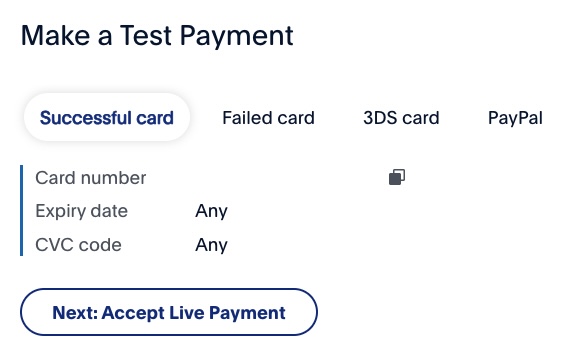 Make a Test Payment
Successful card Failed card 3DS card PayPal
Card number
Expiry date Any
CVC code Any
Next: Accept Live Payment